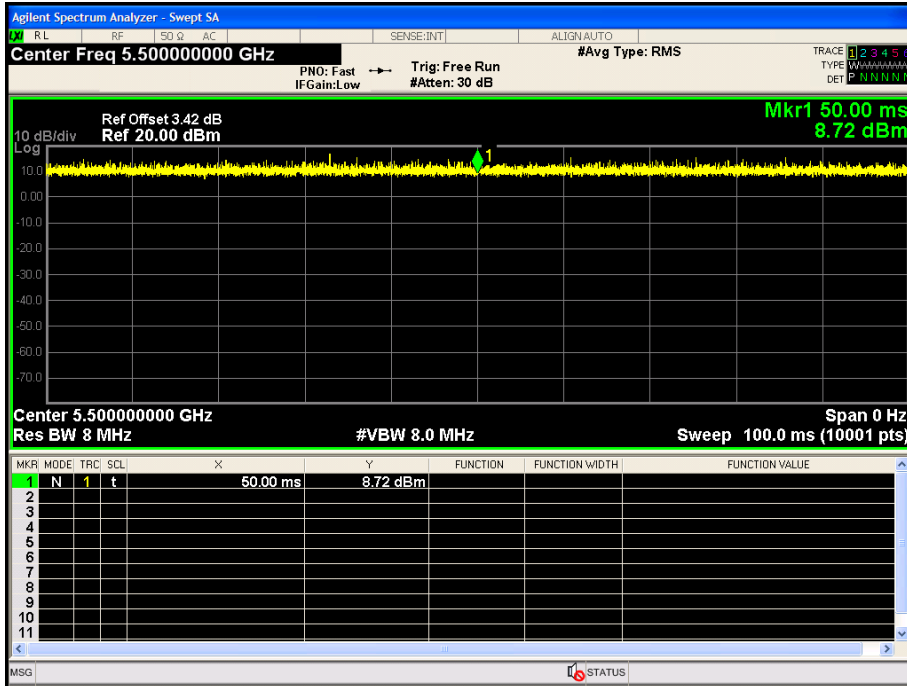 Agilent Spectrum Analyzer - Swept SA
LXI RL RF 50 Ω AC SENSE:INT ALIGN AUTO
Center Freq 5.500000000 GHz #Avg Type: RMS TRACE 1 2 3 4 5 6
PNO: Fast Trig: Free Run TYPE
IFGain:Low #Atten: 30 dB DET P N N N N N
Mkr1 50.00 ms
8.72 dBm
Ref Offset 3.42 dB
10 dB/div Ref 20.00 dBm
Log
1
10.0
0.00
-10.0
-20.0
-30.0
-40.0
-50.0
-60.0
-70.0
Center 5.500000000 GHz Span 0 Hz
Res BW 8 MHz #VBW 8.0 MHz Sweep 100.0 ms (10001 pts)
MKR MODE TRC SCL X Y FUNCTION FUNCTION WIDTH FUNCTION VALUE
1 N 1 t 50.00 ms 8.72 dBm
2
3
4
5
6
7
8
9
10
11
MSG STATUS